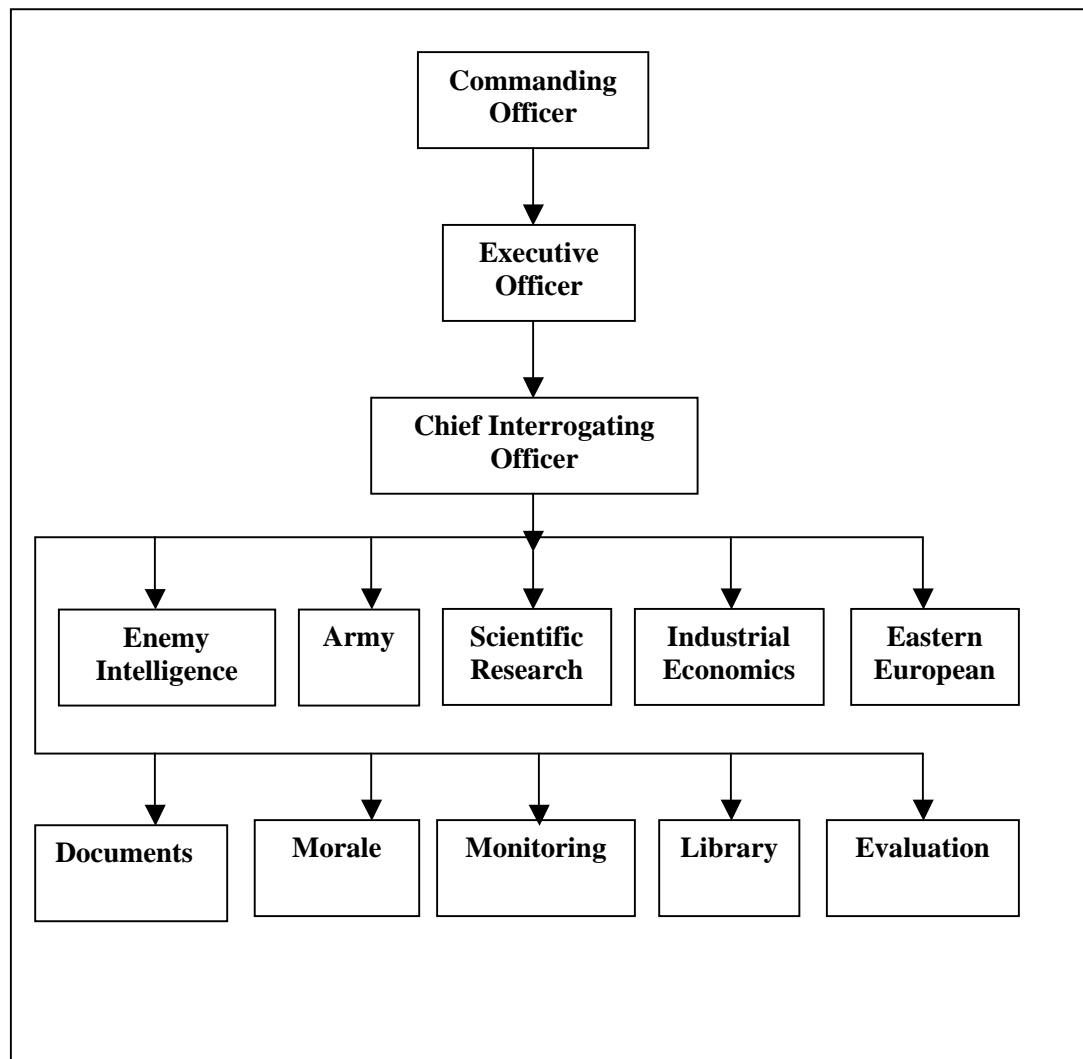 Commanding
Officer
Executive
Officer
Chief Interrogating
Officer
Enemy
Intelligence
Army
Scientific
Research
Industrial
Economics
Eastern
European
Documents
Morale
Monitoring
Library
Evaluation